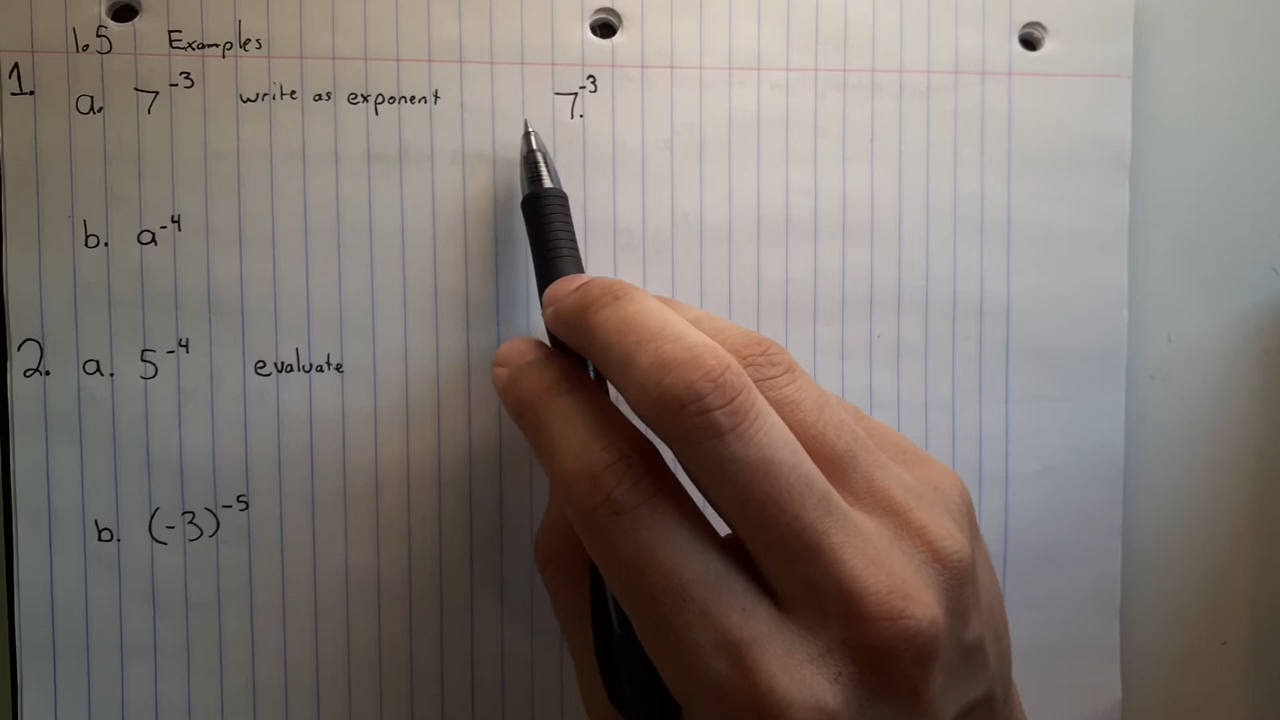 1.5 Examples
1. a. 7⁻³ write as exponent 7.⁻³
b. a⁻⁴
2. a. 5⁻⁴ evaluate
b. (-3)⁻⁵